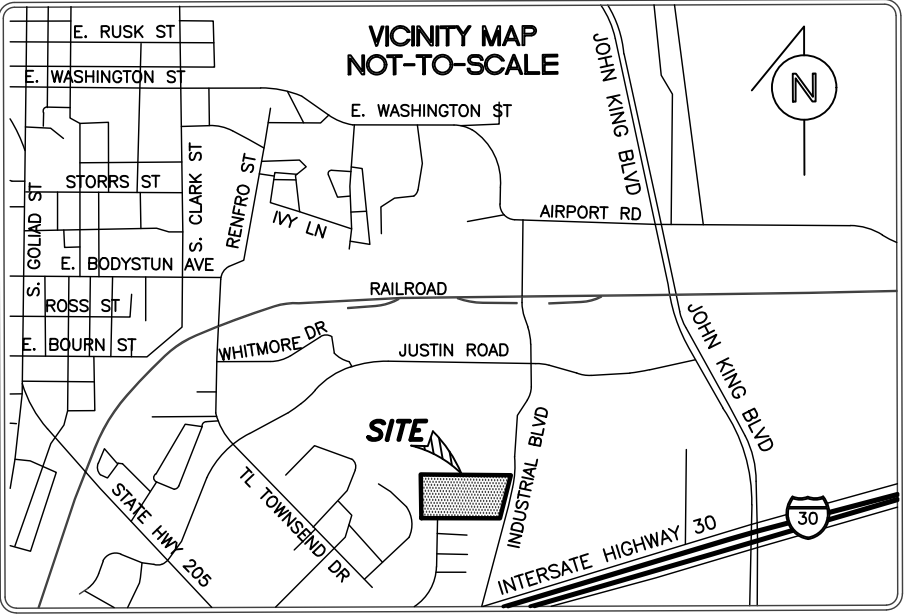 E. RUSK ST
VICINITY MAP
NOT-TO-SCALE
E. WASHINGTON ST
E. WASHINGTON ST
JOHN KING BLVD
N
S. CLARK ST
RENFRO ST
STORRS ST
S. GOLIAD ST
IVY LN
AIRPORT RD
E. BODYSTUN AVE
RAILROAD
ROSS ST
JOHN KING BLVD
E. BOURN ST
WHITMORE DR
JUSTIN ROAD
SITE
INDUSTRIAL BLVD
TL TOWNSEND DR
STATE HWY 205
INTERSATE HIGHWAY 30
30